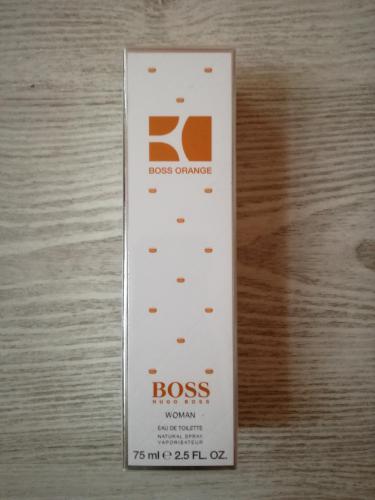 BOSS ORANGE
BOSS
HUGO BOSS
WOMAN
EAU DE TOILETTE
NATURAL SPRAY
VAPORISATEUR
75 ml ℮ 2.5 FL. OZ.